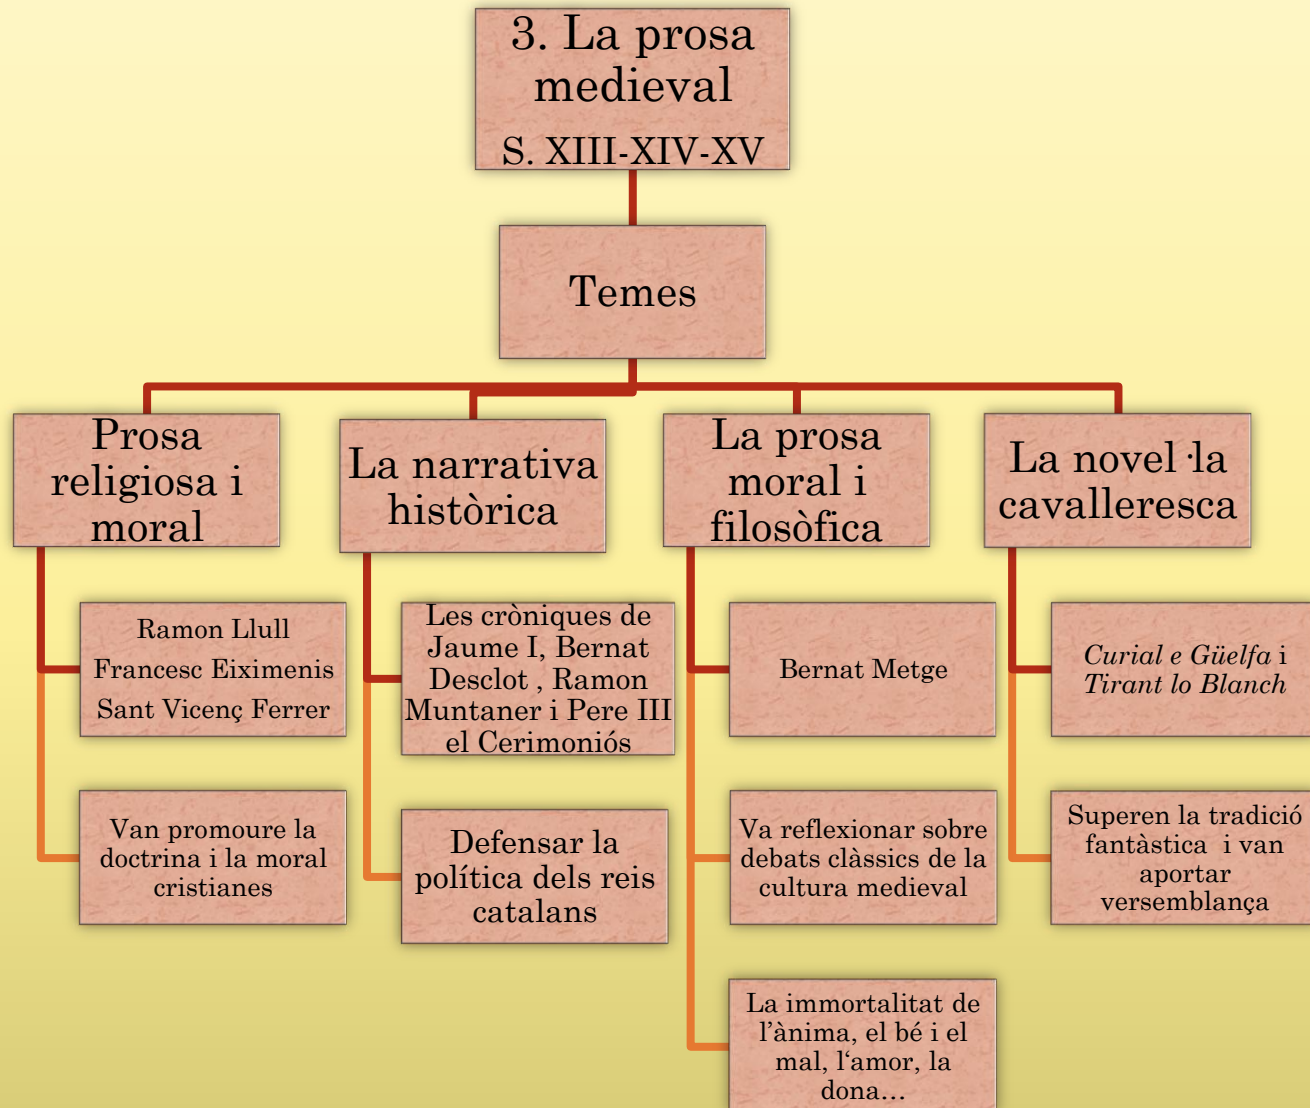 3. La prosa
medieval
S. XIII-XIV-XV
Temes
Prosa
religiosa i
moral
Ramon Llull
Francesc Eiximenis
Sant Vicenç Ferrer
Van promoure la
doctrina i la moral
cristianes
La narrativa
històrica
Les cròniques de
Jaume I, Bernat
Desclot , Ramon
Muntaner i Pere III
el Cerimoniós
Defensar la
política dels reis
catalans
La prosa
moral i
filosòfica
Bernat Metge
Va reflexionar sobre
debats clàssics de la
cultura medieval
La immortalitat de
l’ànima, el bé i el
mal, l‘amor, la
dona…
La novel·la
cavalleresca
Curial e Güelfa i
Tirant lo Blanch
Superen la tradició
fantàstica i van
aportar
versemblança